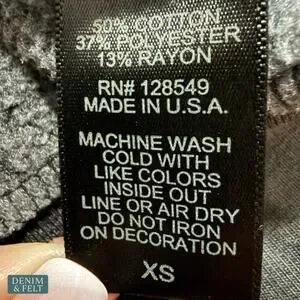 50% COTTON
37% POLYESTER
13% RAYON
RN# 128549
MADE IN U.S.A.
MACHINE WASH
COLD WITH
LIKE COLORS
INSIDE OUT
LINE OR AIR DRY
DO NOT IRON
ON DECORATION
XS
DENIM
& FELT